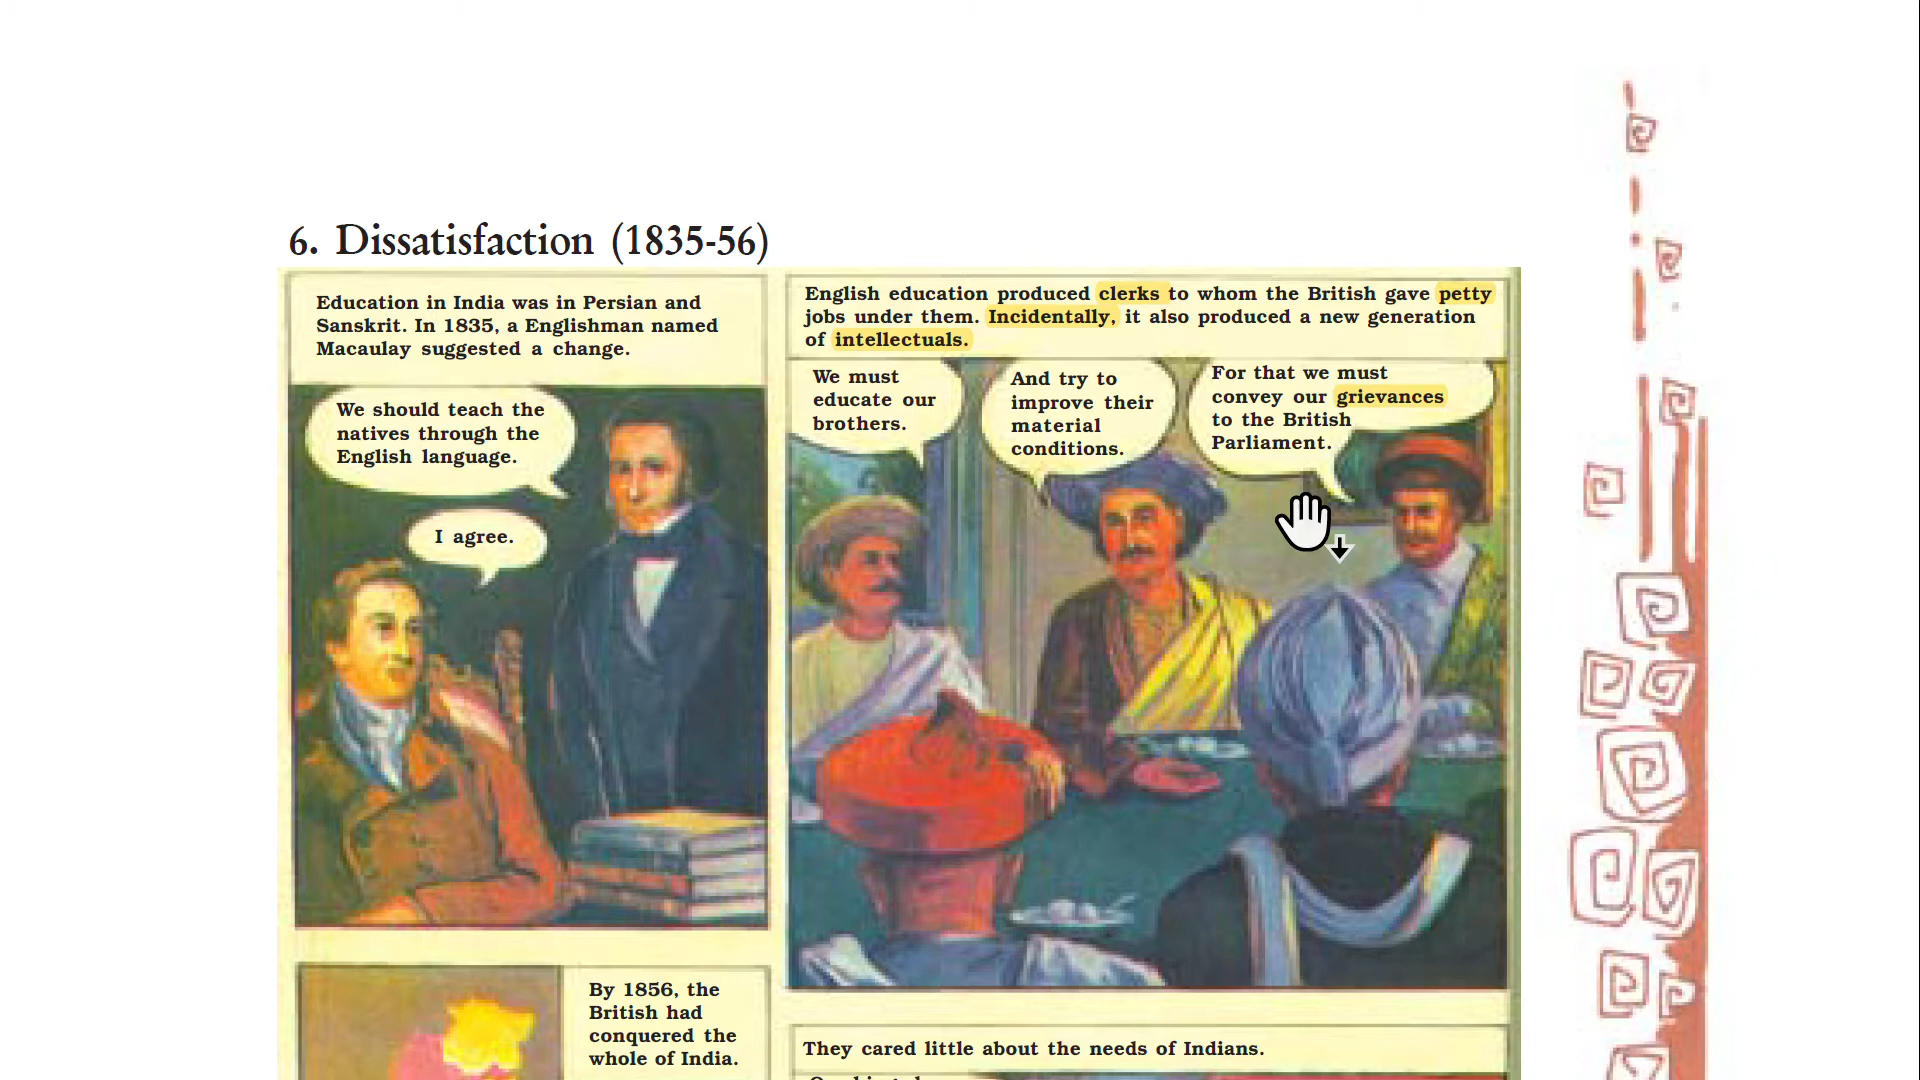 6. Dissatisfaction (1835-56)
Education in India was in Persian and
Sanskrit. In 1835, a Englishman named
Macaulay suggested a change.
We should teach the
natives through the
English language.
I agree.
English education produced clerks to whom the British gave petty
jobs under them. Incidentally, it also produced a new generation
of intellectuals.
We must
educate our
brothers.
And try to
improve their
material
conditions.
For that we must
convey our grievances
to the British
Parliament.
By 1856, the
British had
conquered the
whole of India.
They cared little about the needs of Indians.